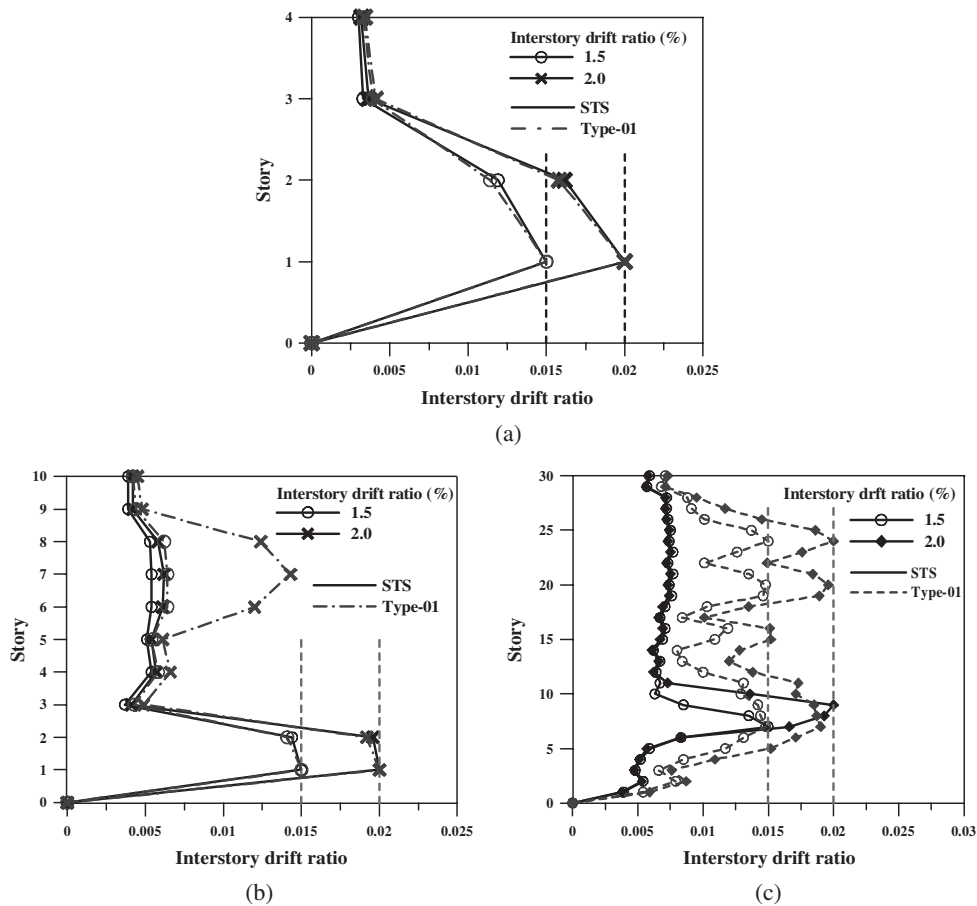 4
3
2
1
0
Story
Interstory drift ratio (%)
1.5
2.0
STS
Type-01
0 0.005 0.01 0.015 0.02 0.025
Interstory drift ratio
(a)
10
9
8
7
6
5
4
3
2
1
0
Story
Interstory drift ratio (%)
1.5
2.0
STS
Type-01
0 0.005 0.01 0.015 0.02 0.025
Interstory drift ratio
(b)
30
25
20
15
10
5
0
Story
Interstory drft ratio (%)
1.5
2.0
STS
Type-01
0 0.005 0.01 0.015 0.02 0.025 0.03
Interstory drift ratio
(c)